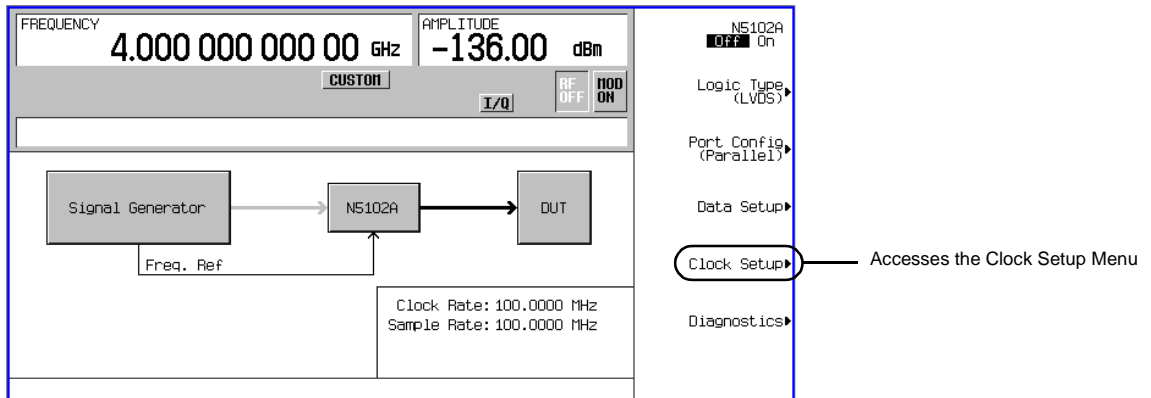 FREQUENCY
4.000 000 000 00 GHz
AMPLITUDE
-136.00 dBm
CUSTOM
I/Q
RF
OFF
MOD
ON
Signal Generator
N5102A
DUT
Freq. Ref
Clock Rate: 100.0000 MHz
Sample Rate: 100.0000 MHz
N5102A
Off On
Logic Type
(LVDS)
Port Config
(Parallel)
Data Setup
Clock Setup
Accesses the Clock Setup Menu
Diagnostics